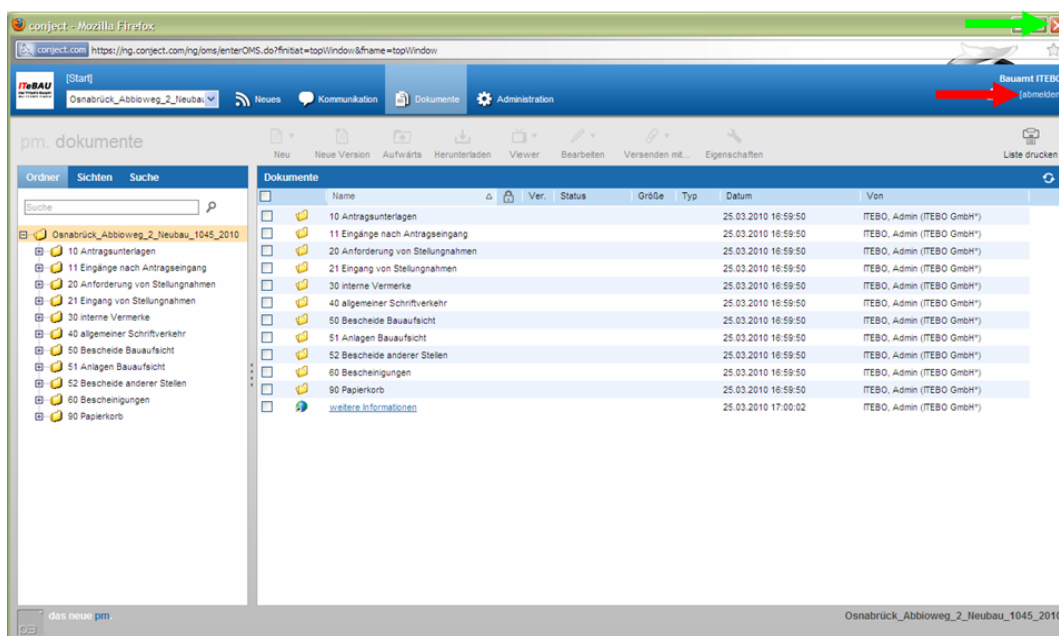 conject - Mozilla Firefox
conject.com https://ng.conject.com/ng/oms/enterOMS.do?finitiat=topWindow&fname=topWindow
ITeBAU
[Start]
Bauamt ITEBO
Osnabrück_Abbioweg_2_Neubau Neues Kommunikation Dokumente Administration
[abmelden
pm. dokumente
Neu Neue Version Aufwärts Herunterladen Viewer Bearbeiten Versenden mit... Eigenschaften Liste drucken
Ordner Sichten Suche
Suche
Osnabrück_Abbioweg_2_Neubau_1045_2010
10 Antragsunterlagen
11 Eingänge nach Antragseingang
20 Anforderung von Stellungnahmen
21 Eingang von Stellungnahmen
30 interne Vermerke
40 allgemeiner Schriftverkehr
50 Bescheide Bauaufsicht
51 Anlagen Bauaufsicht
52 Bescheide anderer Stellen
60 Bescheinigungen
90 Papierkorb
Dokumente
Name Ver. Status Größe Typ Datum Von
10 Antragsunterlagen 25.03.2010 16:59:50 ITEBO, Admin (ITEBO GmbH*)
11 Eingänge nach Antragseingang 25.03.2010 16:59:50 ITEBO, Admin (ITEBO GmbH*)
20 Anforderung von Stellungnahmen 25.03.2010 16:59:50 ITEBO, Admin (ITEBO GmbH*)
21 Eingang von Stellungnahmen 25.03.2010 16:59:50 ITEBO, Admin (ITEBO GmbH*)
30 interne Vermerke 25.03.2010 16:59:50 ITEBO, Admin (ITEBO GmbH*)
40 allgemeiner Schriftverkehr 25.03.2010 16:59:50 ITEBO, Admin (ITEBO GmbH*)
50 Bescheide Bauaufsicht 25.03.2010 16:59:50 ITEBO, Admin (ITEBO GmbH*)
51 Anlagen Bauaufsicht 25.03.2010 16:59:50 ITEBO, Admin (ITEBO GmbH*)
52 Bescheide anderer Stellen 25.03.2010 16:59:50 ITEBO, Admin (ITEBO GmbH*)
60 Bescheinigungen 25.03.2010 16:59:50 ITEBO, Admin (ITEBO GmbH*)
90 Papierkorb 25.03.2010 16:59:50 ITEBO, Admin (ITEBO GmbH*)
weitere Informationen 25.03.2010 17:00:02 ITEBO, Admin (ITEBO GmbH*)
das neue pm.
Osnabrück_Abbioweg_2_Neubau_1045_2010